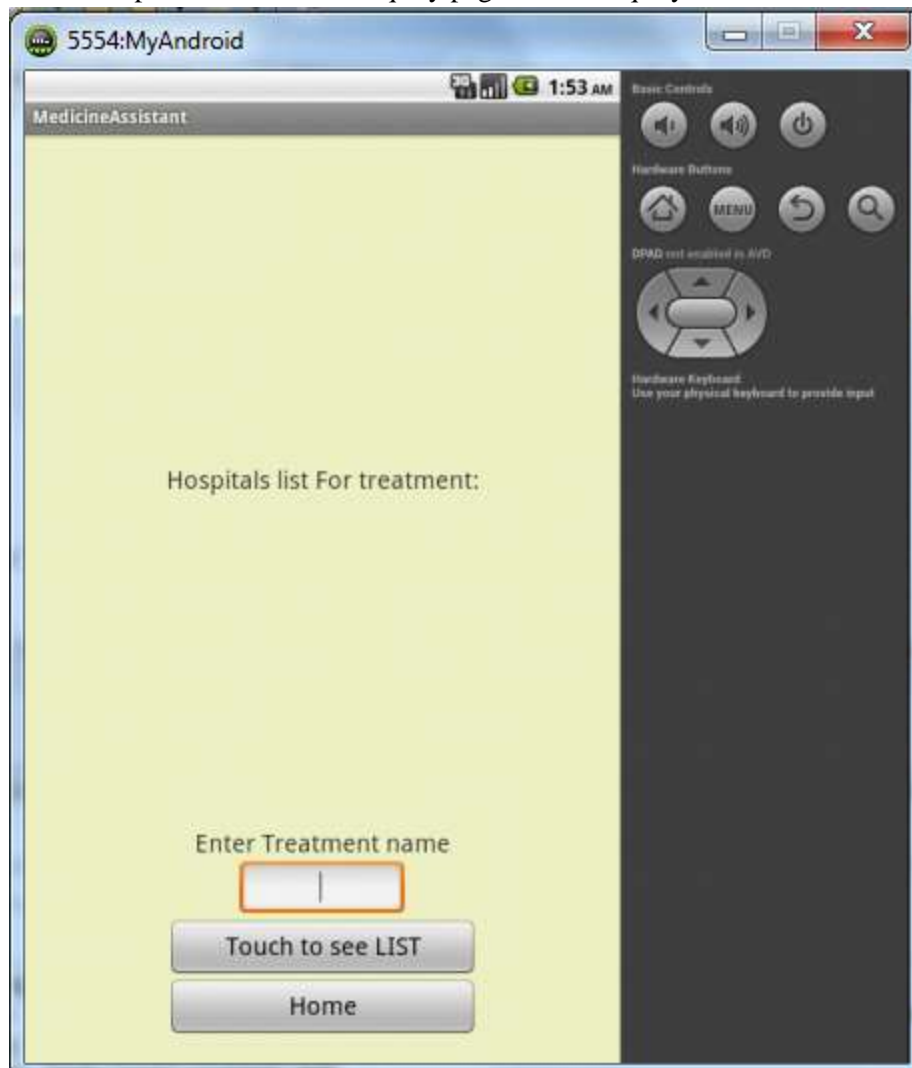 5554:MyAndroid
3G 1:53 AM
MedicineAssistant
Basic Controls
Hardware Buttons
MENU
DPAD not enabled in AVD
Hardware Keyboard
Use your physical keyboard to provide input
Hospitals list For treatment:
Enter Treatment name
Touch to see LIST
Home